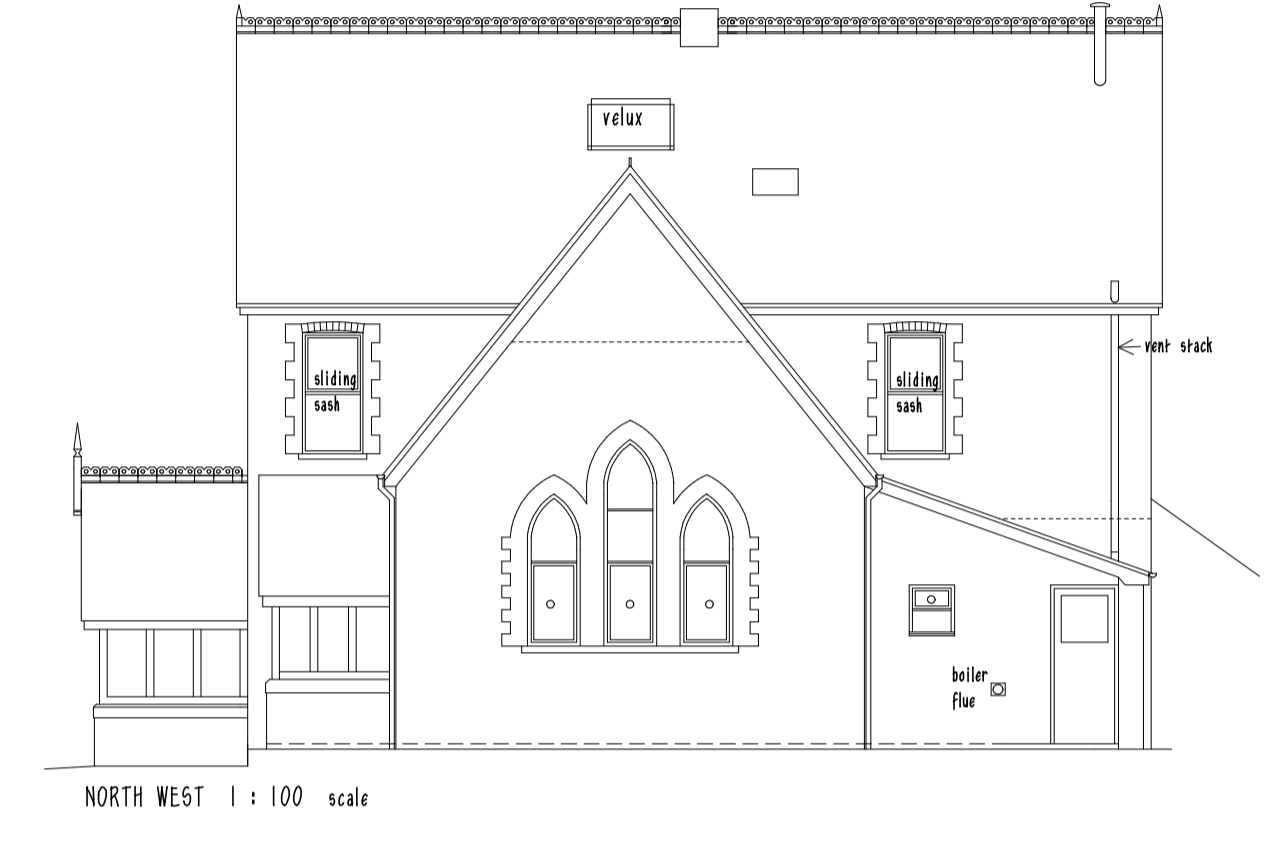 velux
vent stack
sliding
sash
sliding
sash
boiler
flue
NORTH WEST 1 : 100 scale